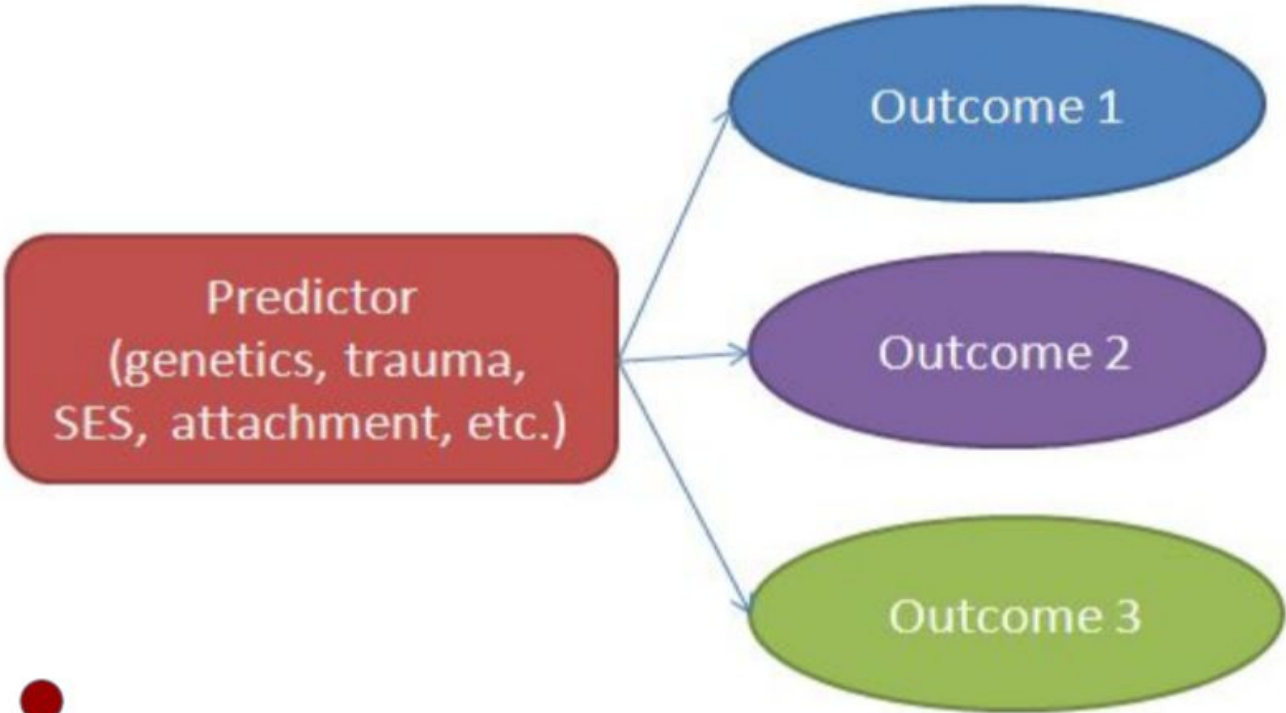 Outcome 1
Predictor
(genetics, trauma,
SES, attachment, etc.)
Outcome 2
Outcome 3